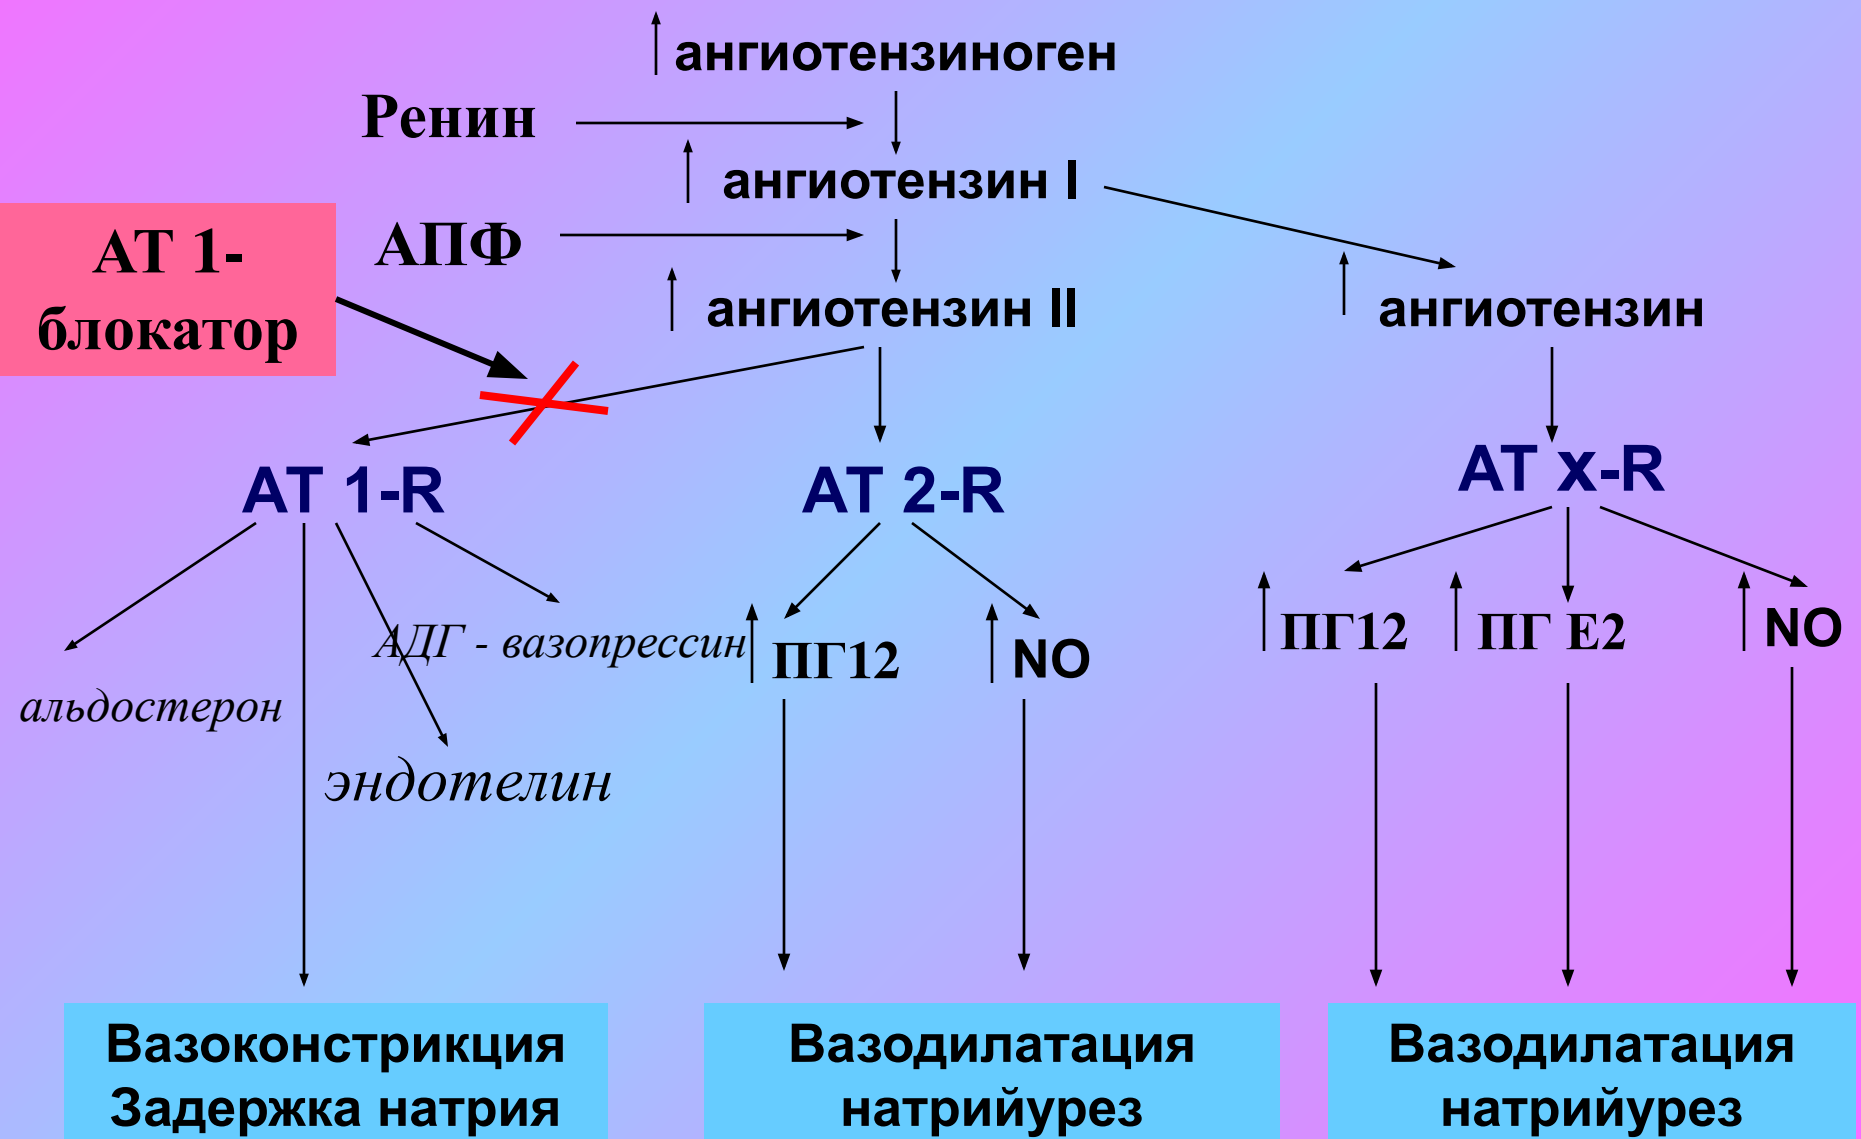 ангиотензиноген
Ренин
ангиотензин I
АПФ
АТ 1-
блокатор
ангиотензин II
ангиотензин
АТ 1-R
АТ 2-R
АТ x-R
альдостерон
АДГ - вазопрессин
эндотелин
ПГ12
NO
ПГ12
ПГ Е2
NO
Вазоконстрикция
Задержка натрия
Вазодилатация
натрийурез
Вазодилатация
натрийурез